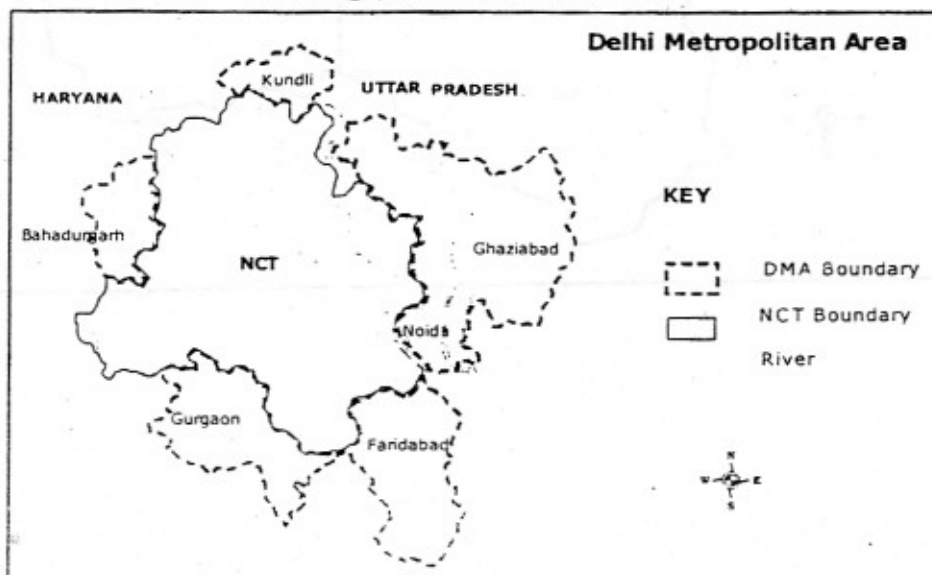 Delhi Metropolitan Area
Kundli
HARYANA
UTTAR PRADESH
KEY
Bahadurgarh
Ghaziabad
NCT
DMA Boundary
NCT Boundary
Noida
River
Gurgaon
Faridabad
N
W E
S